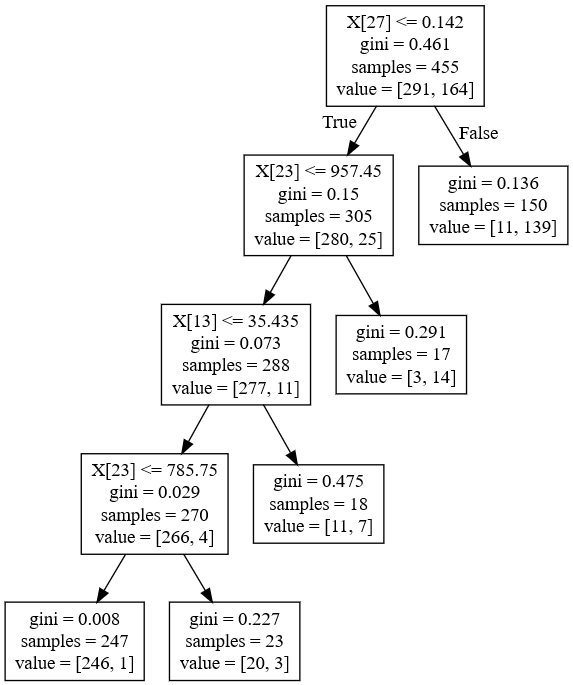 X[27] <= 0.142
gini = 0.461
samples = 455
value = [291, 164]
True
False
X[23] <= 957.45
gini = 0.15
samples = 305
value = [280, 25]
gini = 0.136
samples = 150
value = [11, 139]
X[13] <= 35.435
gini = 0.073
samples = 288
value = [277, 11]
gini = 0.291
samples = 17
value = [3, 14]
X[23] <= 785.75
gini = 0.029
samples = 270
value = [266, 4]
gini = 0.475
samples = 18
value = [11, 7]
gini = 0.008
samples = 247
value = [246, 1]
gini = 0.227
samples = 23
value = [20, 3]